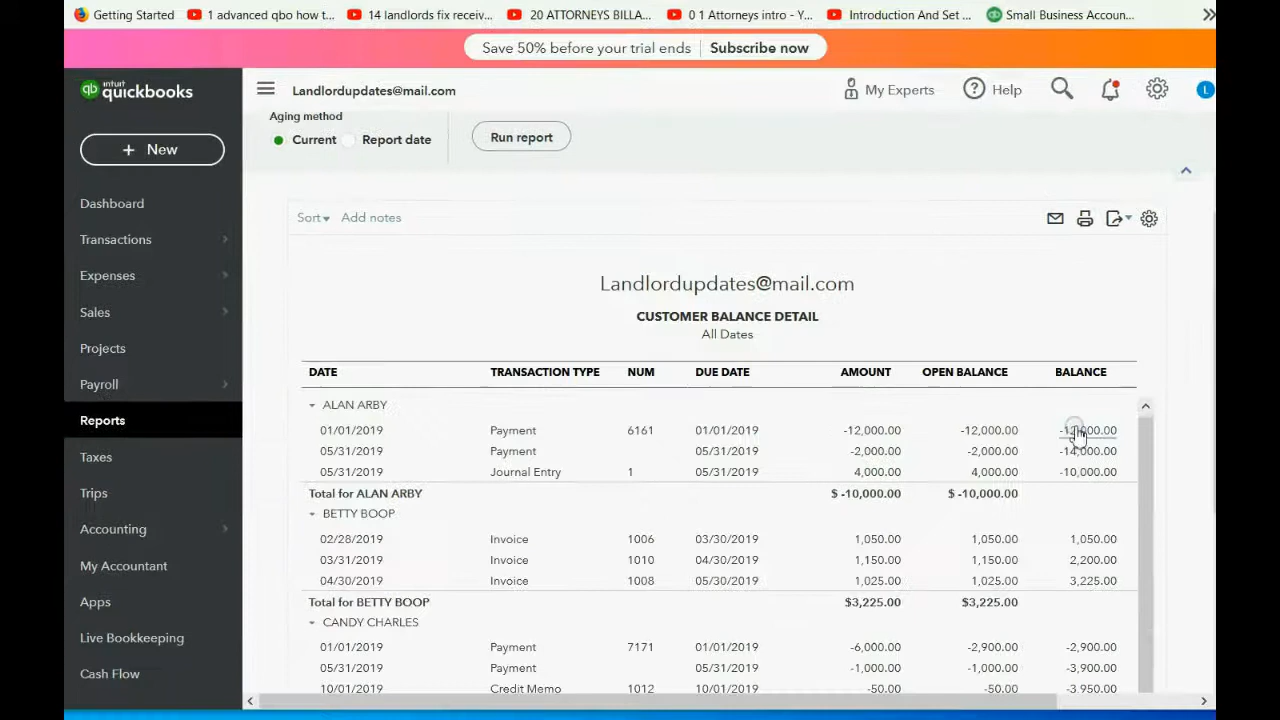 Getting Started 1 advanced qbo how t... 14 landlords fix receiv... 20 ATTORNEYS BILLA... 0 1 Attorneys intro - Y... Introduction And Set ... Small Business Accoun...
Save 50% before your trial ends Subscribe now
intuit
quickbooks
Landlordupdates@mail.com My Experts Help L
Aging method
Current Report date Run report
+ New
Dashboard
Transactions
Expenses
Sales
Projects
Payroll
Reports
Taxes
Trips
Accounting
My Accountant
Apps
Live Bookkeeping
Cash Flow
Sort Add notes
Landlordupdates@mail.com
CUSTOMER BALANCE DETAIL
All Dates
DATE TRANSACTION TYPE NUM DUE DATE AMOUNT OPEN BALANCE BALANCE
ALAN ARBY
01/01/2019 Payment 6161 01/01/2019 -12,000.00 -12,000.00
05/31/2019 Payment 05/31/2019 -2,000.00 -2,000.00 -14,000.00
05/31/2019 Journal Entry 1 05/31/2019 4,000.00 4,000.00 -10,000.00
Total for ALAN ARBY $ -10,000.00 $ -10,000.00
BETTY BOOP
02/28/2019 Invoice 1006 03/30/2019 1,050.00 1,050.00 1,050.00
03/31/2019 Invoice 1010 04/30/2019 1,150.00 1,150.00 2,200.00
04/30/2019 Invoice 1008 05/30/2019 1,025.00 1,025.00 3,225.00
Total for BETTY BOOP $3,225.00 $3,225.00
CANDY CHARLES
01/01/2019 Payment 7171 01/01/2019 -6,000.00 -2,900.00 -2,900.00
05/31/2019 Payment 05/31/2019 -1,000.00 -1,000.00 -3,900.00
10/01/2019 Credit Memo 1012 10/01/2019 -50.00 -50.00 -3,950.00